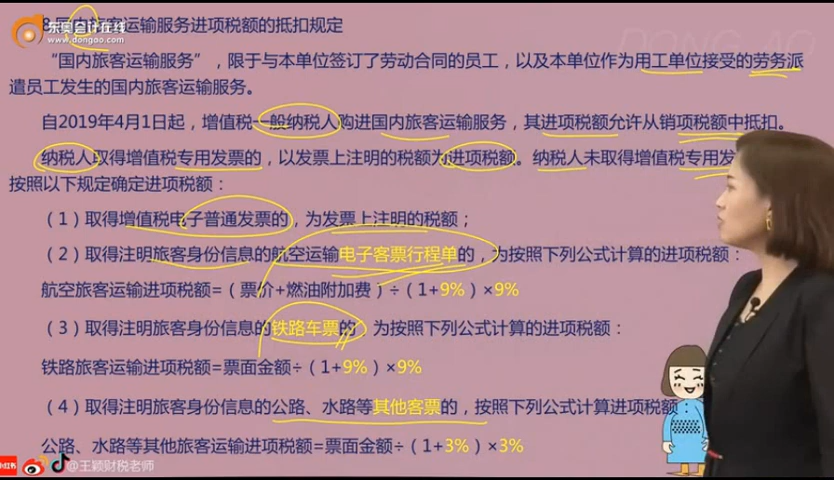 东奥会计在线
www.dongao.com
8.国内旅客运输服务进项税额的抵扣规定
DONG AO
“国内旅客运输服务”，限于与本单位签订了劳动合同的员工，以及本单位作为用工单位接受的劳务派
遣员工发生的国内旅客运输服务。
自2019年4月1日起，增值税一般纳税人购进国内旅客运输服务，其进项税额允许从销项税额中抵扣。
纳税人取得增值税专用发票的，以发票上注明的税额为进项税额。纳税人未取得增值税专用发
按照以下规定确定进项税额：
（1）取得增值税电子普通发票的，为发票上注明的税额；
（2）取得注明旅客身份信息的航空运输电子客票行程单的，为按照下列公式计算的进项税额：
航空旅客运输进项税额=（票价+燃油附加费）÷（1+9%）×9%
（3）取得注明旅客身份信息的铁路车票的 为按照下列公式计算的进项税额：
铁路旅客运输进项税额=票面金额÷（1+9%）×9%
（4）取得注明旅客身份信息的公路、水路等其他客票的，按照下列公式计算进项税额：
公路、水路等其他旅客运输进项税额=票面金额÷（1+3%）×3%
小红书 @王颖财税老师